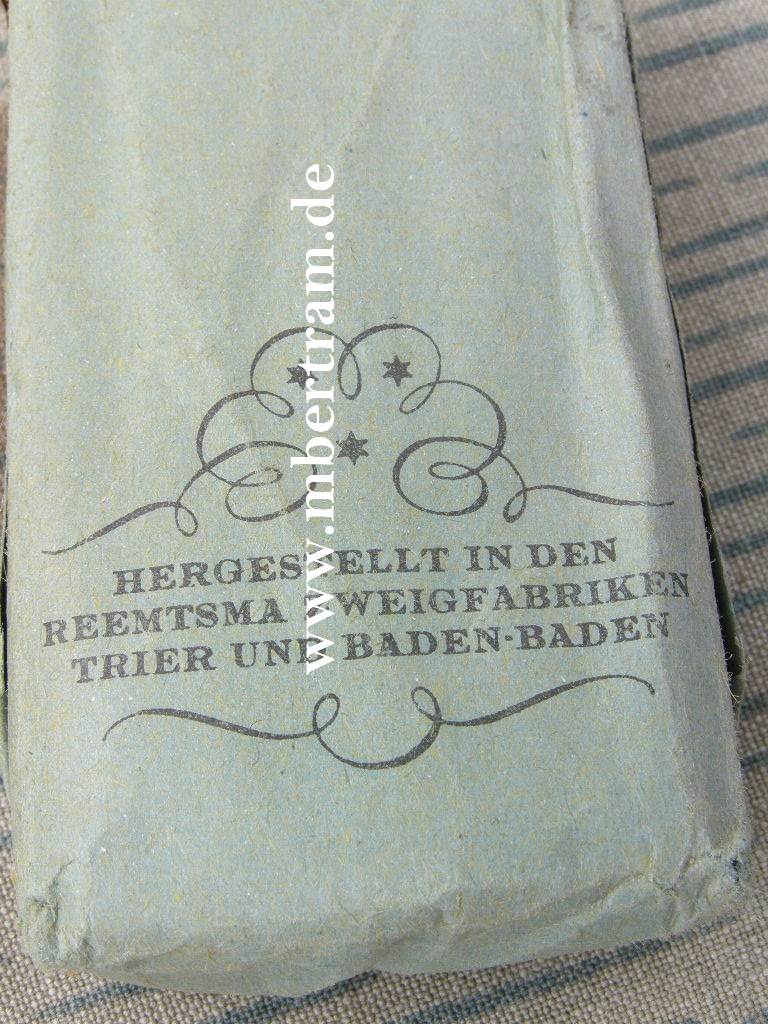 www.mbertram.de
HERGESTELLT IN DEN
REEMTSMA ZWEIGFABRIKEN
TRIER UND BADEN-BADEN